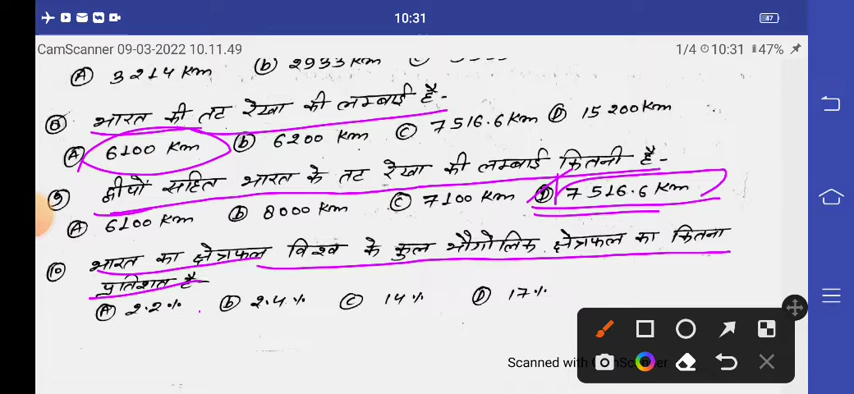 10:31
47
CamScanner 09-03-2022 10.11.49
1/4 10:31 47%
Ⓐ 3214 Km ⓑ 2933 Km Ⓒ
⑧ भारत की तट रेखा की लम्बाई है-
Ⓐ 6100 Km ⓑ 6200 Km Ⓒ 7516.6 Km Ⓓ 15200 Km
⑨ द्वीपों सहित भारत के तट रेखा की लम्बाई कितनी है-
Ⓐ 6100 Km ⓑ 8000 Km Ⓒ 7100 Km Ⓓ 7516.6 Km
⑩ भारत का क्षेत्रफल विश्व के कुल भौगोलिक क्षेत्रफल का कितना
प्रतिशत है
Ⓐ 2.2% ⓑ 2.4% Ⓒ 14% Ⓓ 17%
Scanned with CamScanner